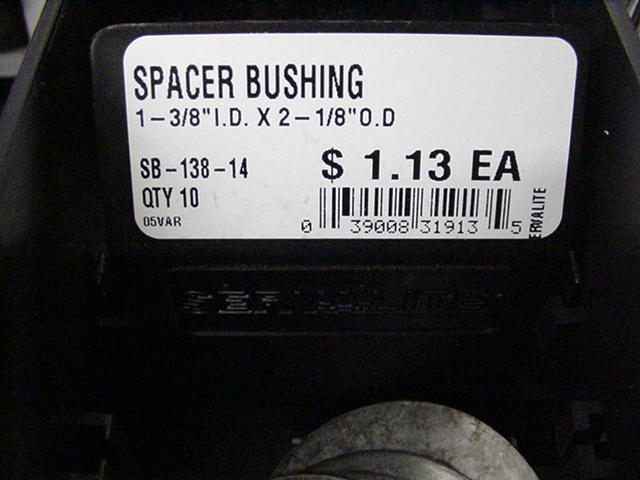 SPACER BUSHING
1-3/8"I.D. X 2-1/8"O.D
SB-138-14
$ 1.13 EA
QTY 10
05VAR
0 39008 31913 5
ERVALITE